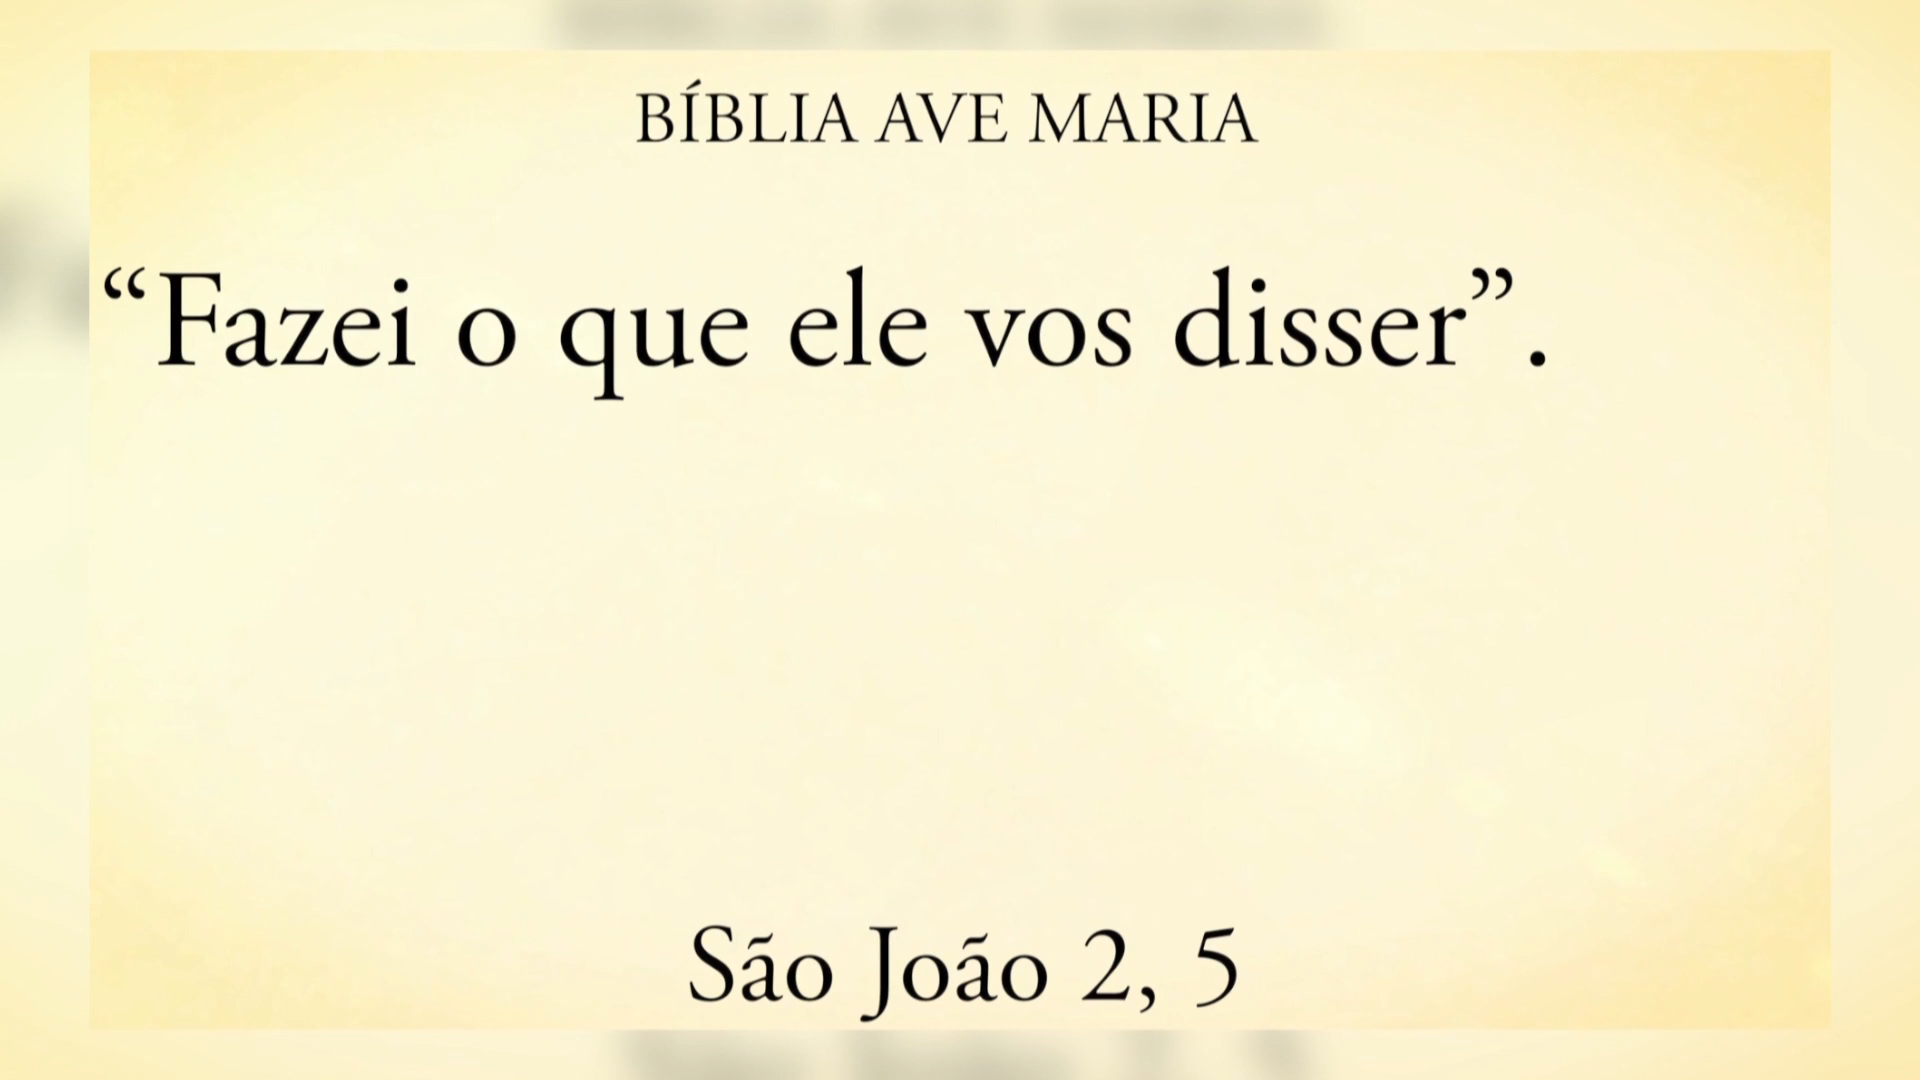 BÍBLIA AVE MARIA
“Fazei o que ele vos disser”.
São João 2, 5